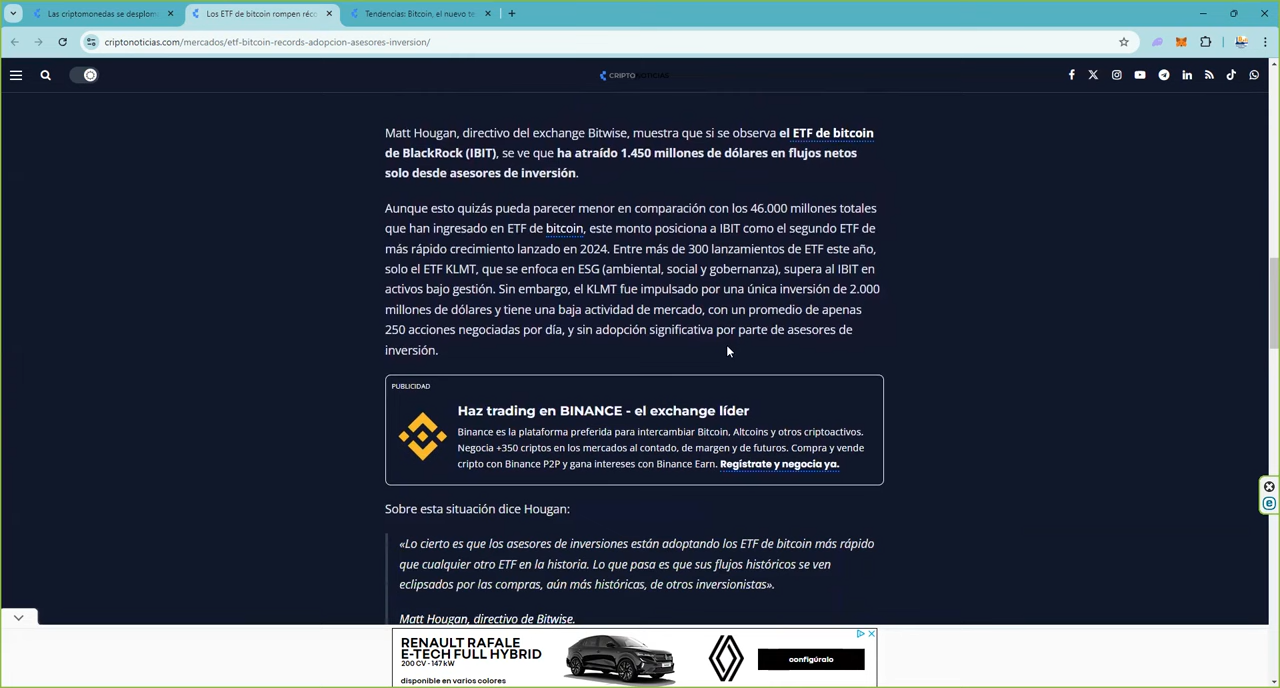 Las criptomonedas se desplom
Los ETF de bitcoin rompen réco
Tendencias: Bitcoin, el nuevo te
criptonoticias.com/mercados/etf-bitcoin-records-adopcion-asesores-inversion/
CRIPTONOTICIAS
Matt Hougan, directivo del exchange Bitwise, muestra que si se observa el ETF de bitcoin
de BlackRock (IBIT), se ve que ha atraído 1.450 millones de dólares en flujos netos
solo desde asesores de inversión.
Aunque esto quizás pueda parecer menor en comparación con los 46.000 millones totales
que han ingresado en ETF de bitcoin, este monto posiciona a IBIT como el segundo ETF de
más rápido crecimiento lanzado en 2024. Entre más de 300 lanzamientos de ETF este año,
solo el ETF KLMT, que se enfoca en ESG (ambiental, social y gobernanza), supera al IBIT en
activos bajo gestión. Sin embargo, el KLMT fue impulsado por una única inversión de 2.000
millones de dólares y tiene una baja actividad de mercado, con un promedio de apenas
250 acciones negociadas por día, y sin adopción significativa por parte de asesores de
inversión.
PUBLICIDAD
Haz trading en BINANCE - el exchange líder
Binance es la plataforma preferida para intercambiar Bitcoin, Altcoins y otros criptoactivos.
Negocia +350 criptos en los mercados al contado, de margen y de futuros. Compra y vende
cripto con Binance P2P y gana intereses con Binance Earn. Regístrate y negocia ya.
Sobre esta situación dice Hougan:
«Lo cierto es que los asesores de inversiones están adoptando los ETF de bitcoin más rápido
que cualquier otro ETF en la historia. Lo que pasa es que sus flujos históricos se ven
eclipsados por las compras, aún más históricas, de otros inversionistas».
Matt Hougan, directivo de Bitwise.
RENAULT RAFALE
E-TECH FULL HYBRID
200 CV - 147 kW
disponible en varios colores
configúralo